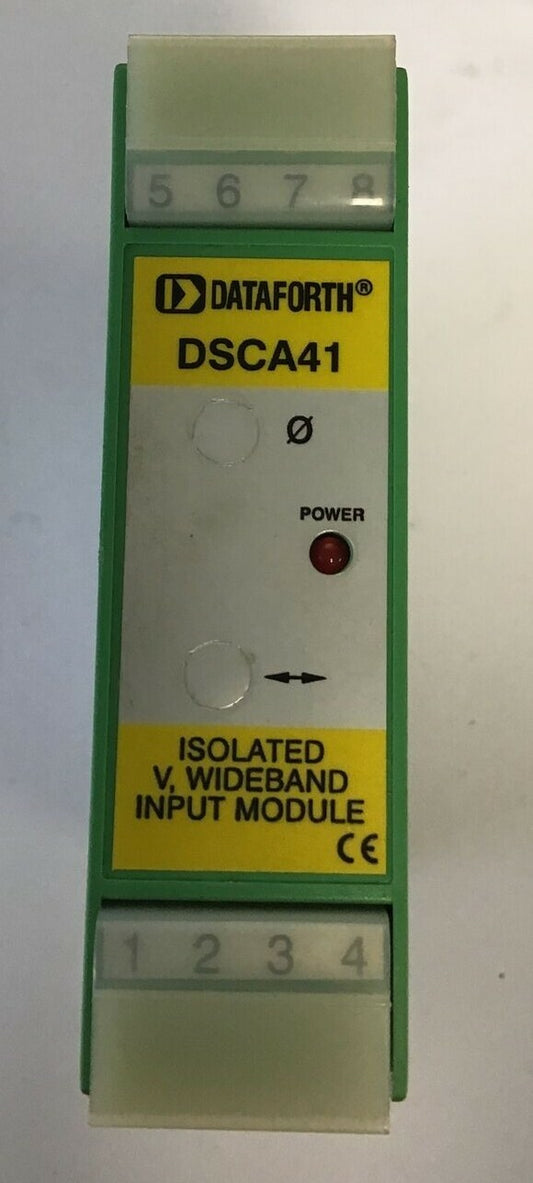 5 6 7 8
DATAFORTH®
DSCA41
Ø
POWER
ISOLATED
V, WIDEBAND
INPUT MODULE
CE
1 2 3 4